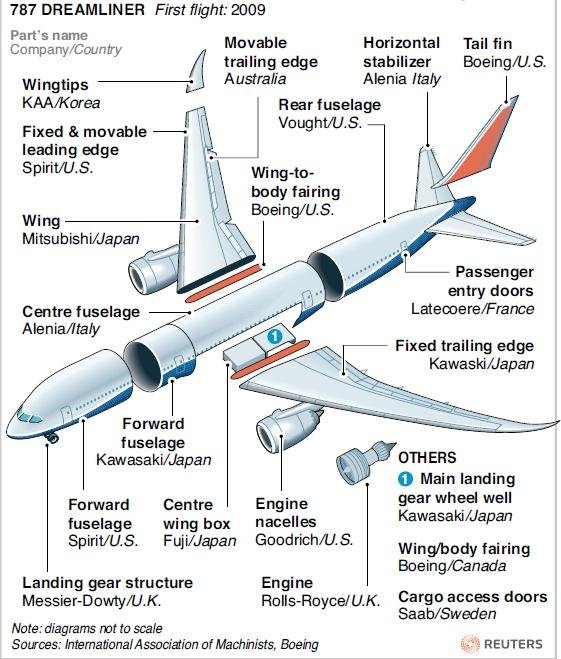 787 DREAMLINER First flight: 2009
Part's name
Company/Country
Movable
trailing edge
Australia
Horizontal
stabilizer
Alenia Italy
Tail fin
Boeing/U.S.
Wingtips
KAA/Korea
Rear fuselage
Vought/U.S.
Fixed & movable
leading edge
Spirit/U.S.
Wing-to-
body fairing
Boeing/U.S.
Wing
Mitsubishi/Japan
Passenger
entry doors
Latecoere/France
Centre fuselage
Alenia/Italy
1
Fixed trailing edge
Kawaski/Japan
Forward
fuselage
Kawasaki/Japan
OTHERS
1 Main landing
gear wheel well
Kawasaki/Japan
Forward
fuselage
Spirit/U.S.
Centre
wing box
Fuji/Japan
Engine
nacelles
Goodrich/U.S.
Wing/body fairing
Boeing/Canada
Landing gear structure
Messier-Dowty/U.K.
Engine
Rolls-Royce/U.K.
Cargo access doors
Saab/Sweden
Note: diagrams not to scale
Sources: International Association of Machinists, Boeing
REUTERS